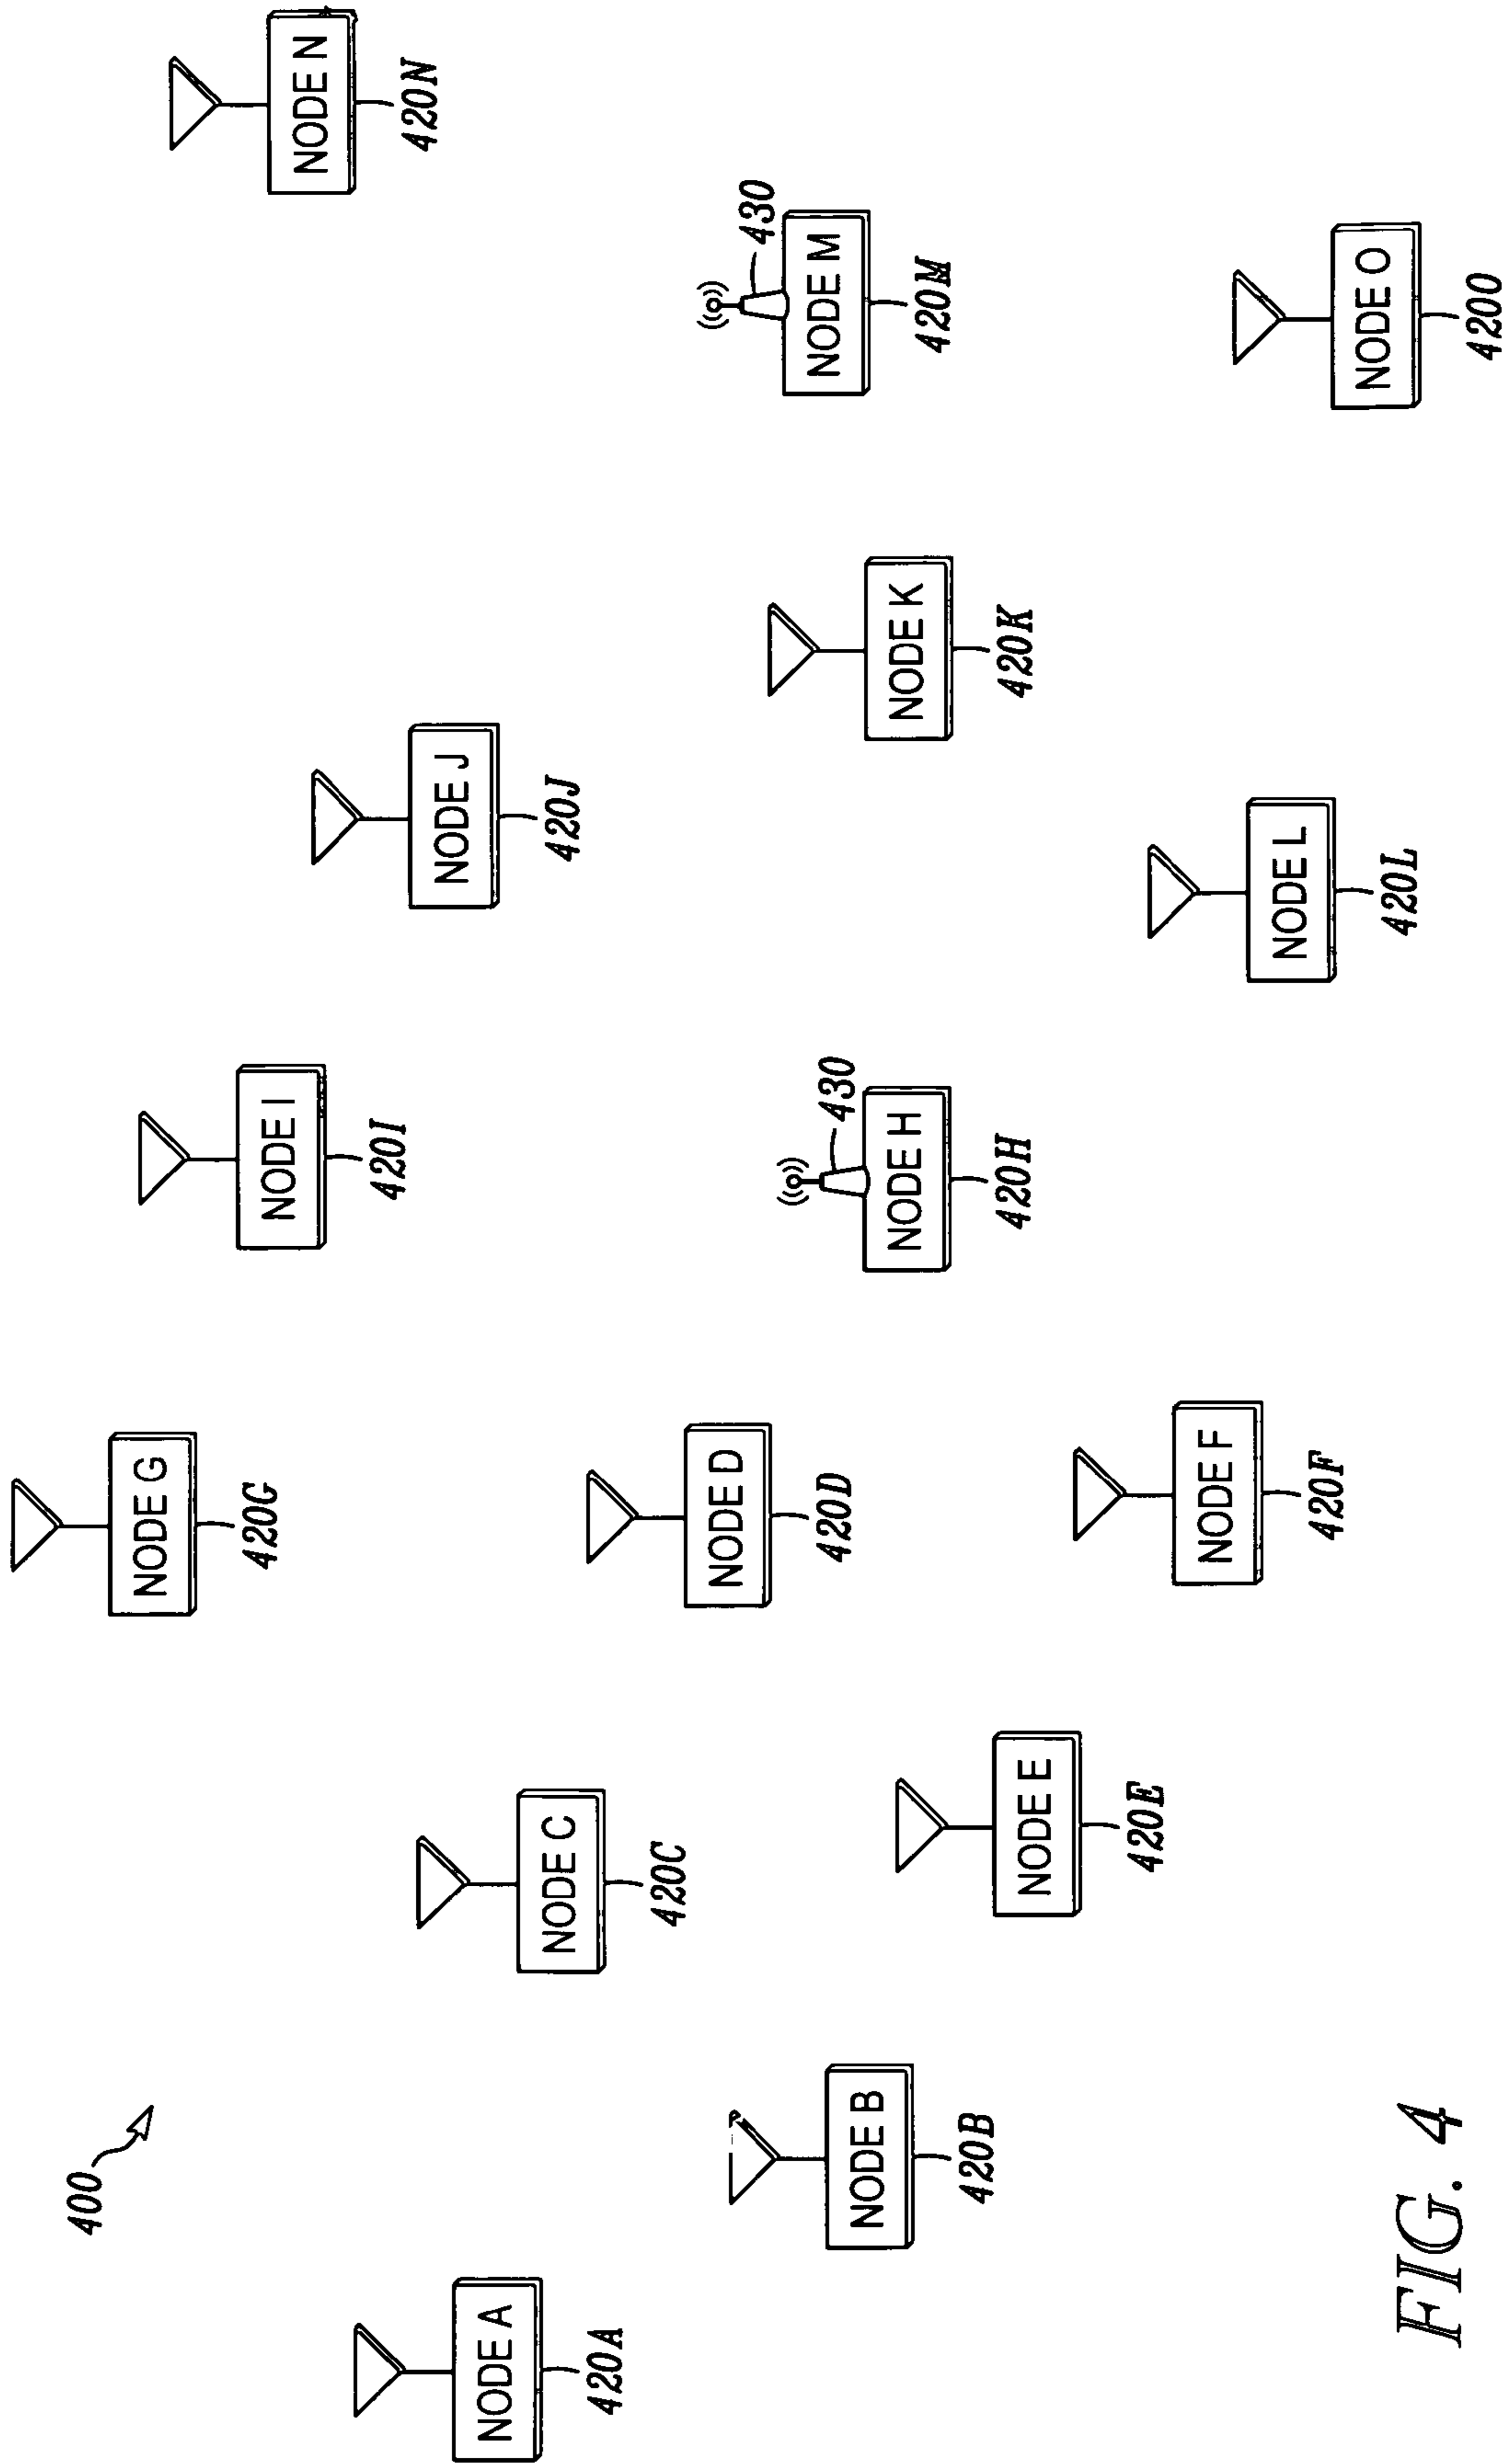 400
NODE G
420G
NODE I
420I
NODE N
420N
NODE A
420A
NODE C
420C
NODE J
420J
NODE D
420D
430
NODE M
420M
NODE B
420B
430
NODE H
420H
NODE K
420K
NODE E
420E
NODE F
420F
NODE L
420L
NODE O
420O
FIG. 4